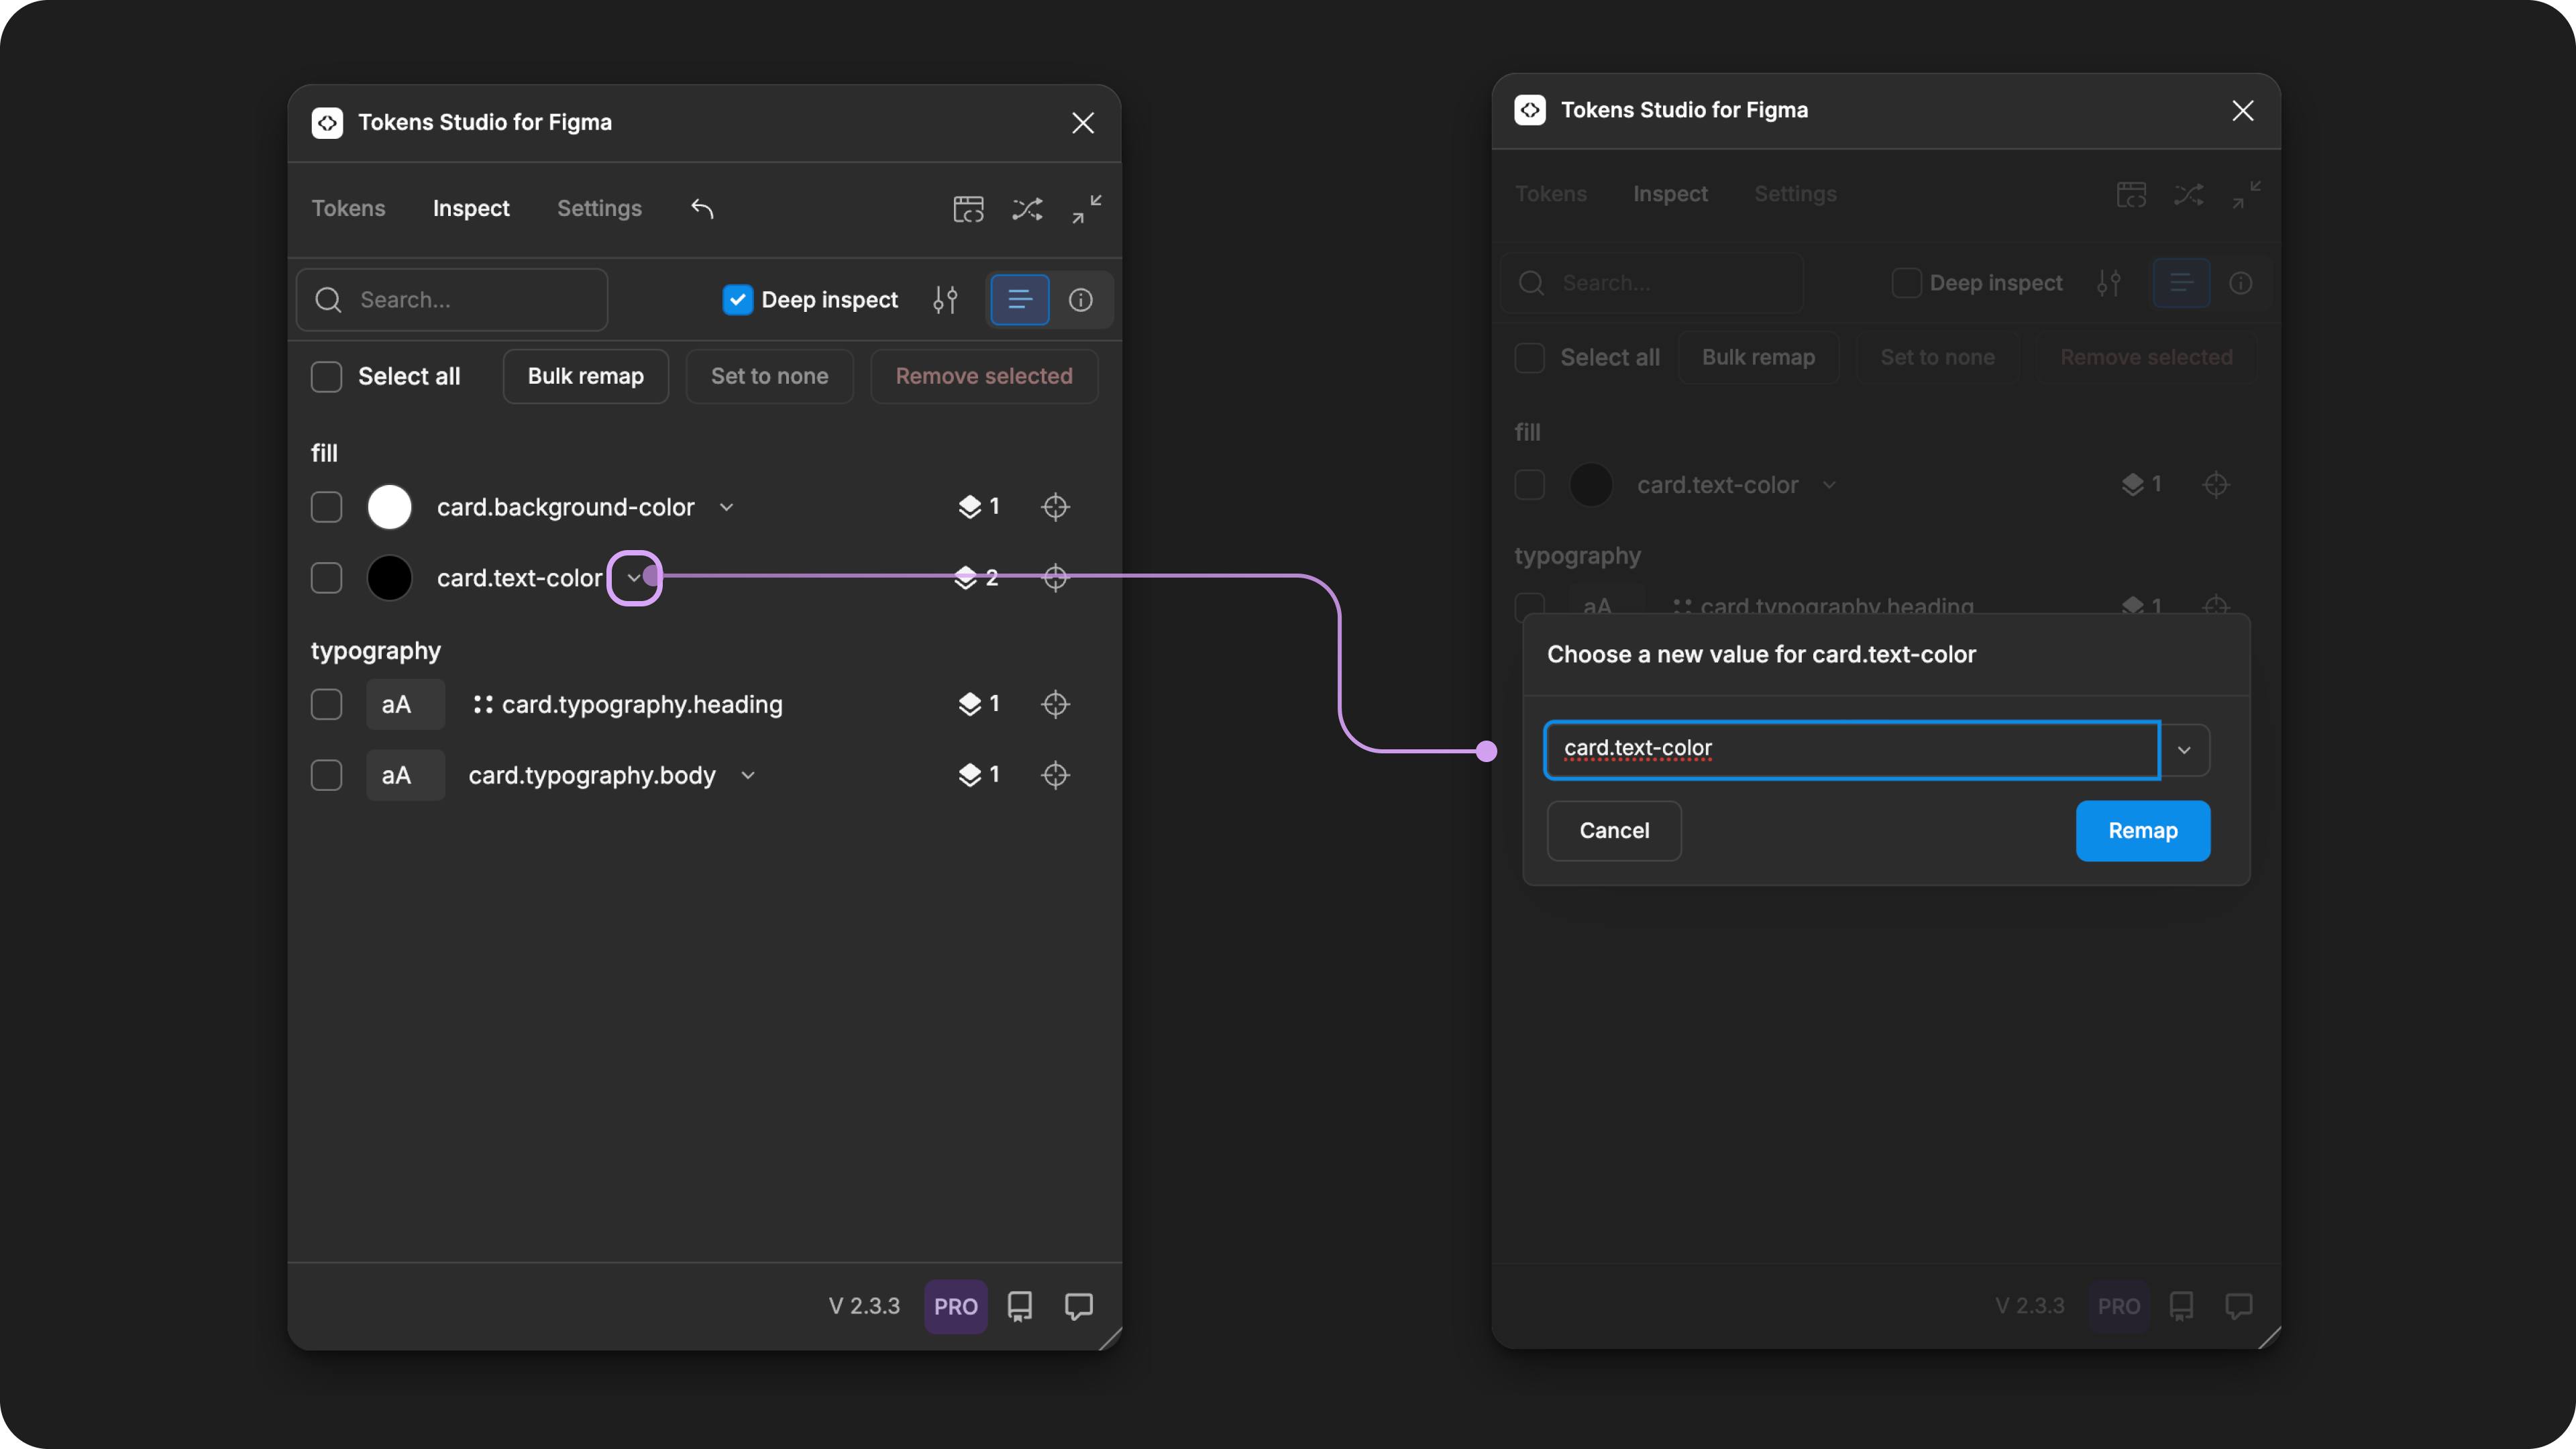 Tokens Studio for Figma
Tokens Inspect Settings
Search... Deep inspect
Select all Bulk remap Set to none Remove selected
fill
card.background-color 1
card.text-color 2
typography
aA card.typography.heading 1
aA card.typography.body 1
V 2.3.3 PRO
Tokens Studio for Figma
Tokens Inspect Settings
Search... Deep inspect
Select all Bulk remap Set to none Remove selected
fill
card.text-color 1
typography
aA card.typography.heading 1
Choose a new value for card.text-color
card.text-color
Cancel Remap
V 2.3.3 PRO